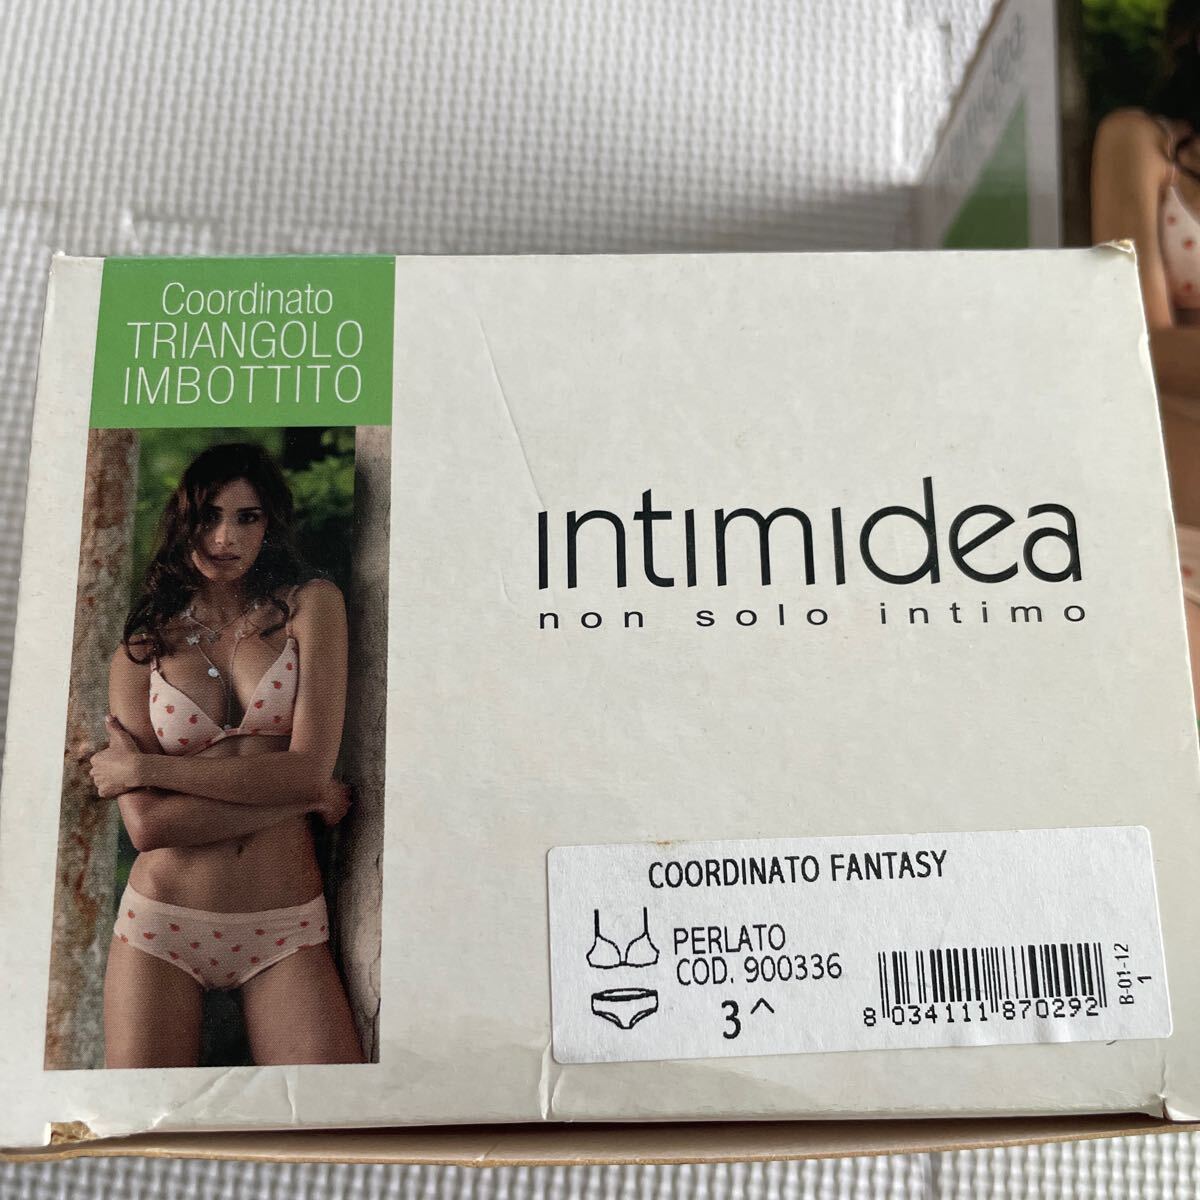 Coordinato
TRIANGOLO
IMBOTTITO
intimidea
non solo intimo
COORDINATO FANTASY
PERLATO
COD. 900336
3^
8 034111 870292
B-01-12
1